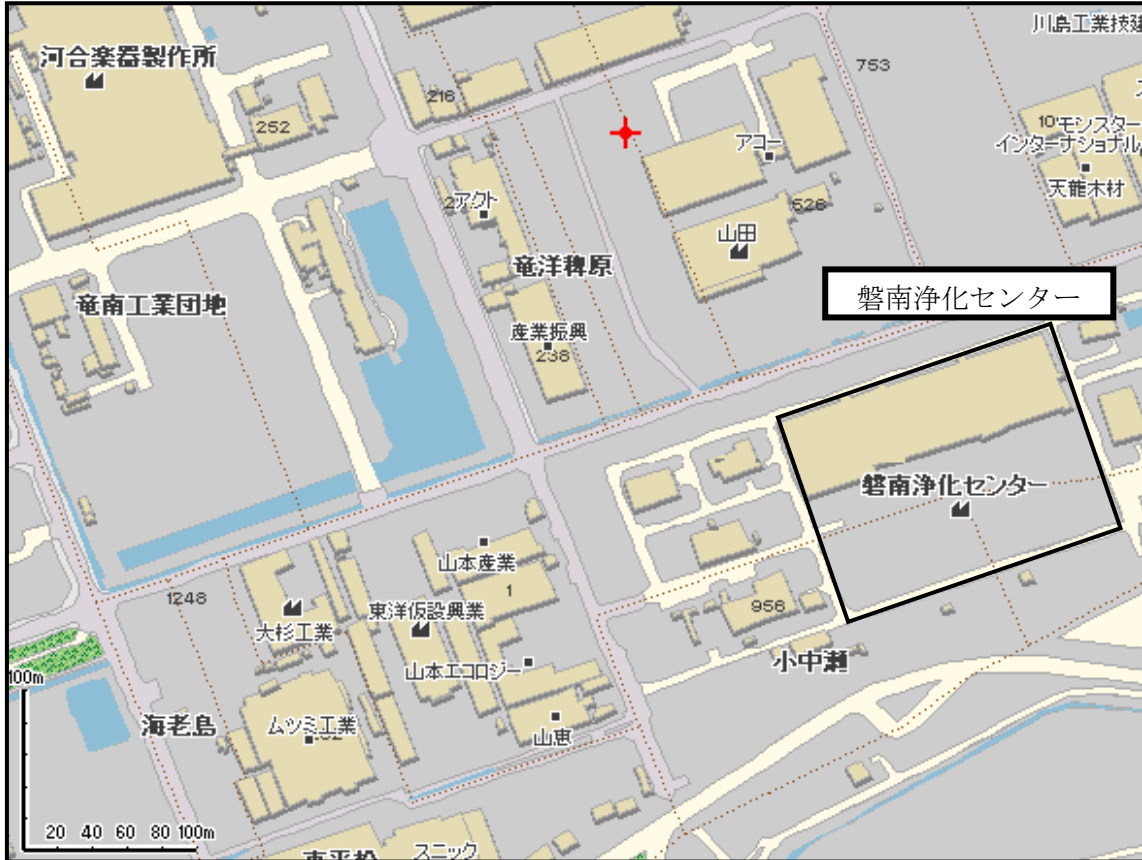 川島工業技建
河合楽器製作所
753
216
252
10
モンスター
インターナショナル
アコー
天龍木材
アクト
526
山田
竜洋稗原
磐南浄化センター
竜南工業団地
産業振興
238
磐南浄化センター
山本産業
1
1248
東洋仮設興業
956
大杉工業
山本エコロジー
小中瀬
100m
海老島
ムツミ工業
山恵
20 40 60 80 100m
東平松
スニック